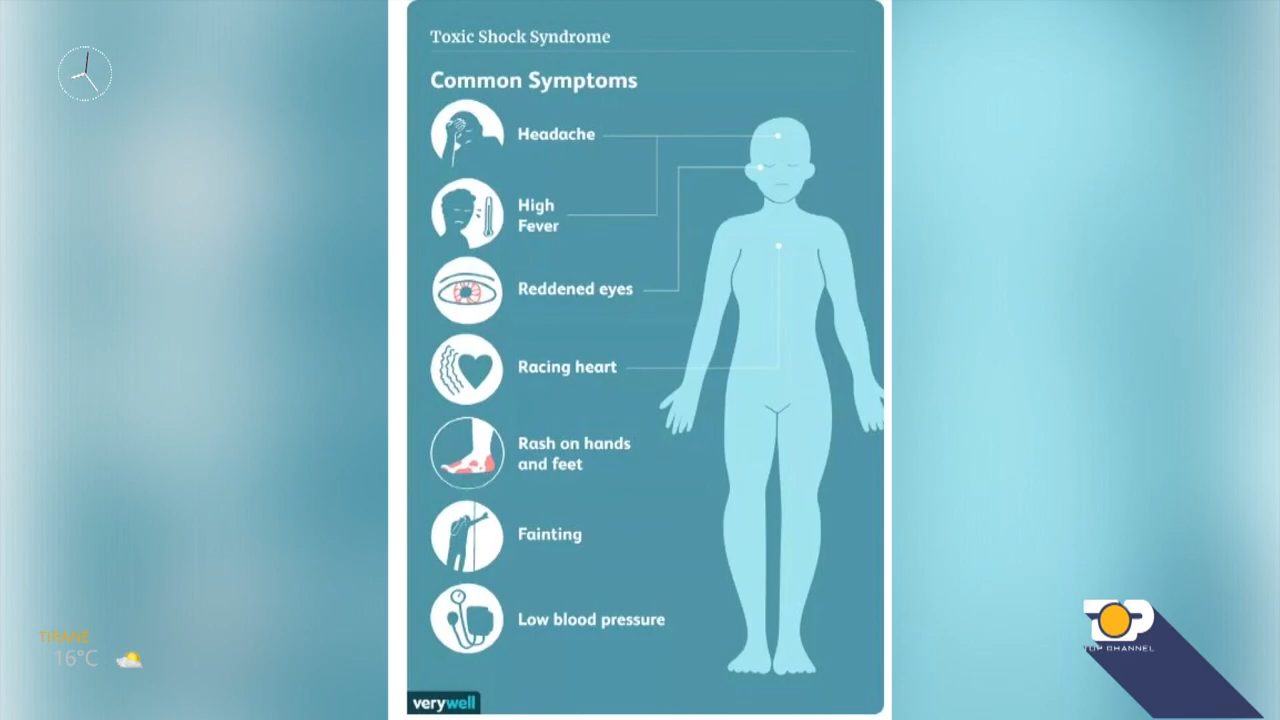 Toxic Shock Syndrome
Common Symptoms
Headache
High
Fever
Reddened eyes
Racing heart
Rash on hands
and feet
Fainting
Low blood pressure
verywell
TIRANË
16°C
TOP
TOP CHANNEL